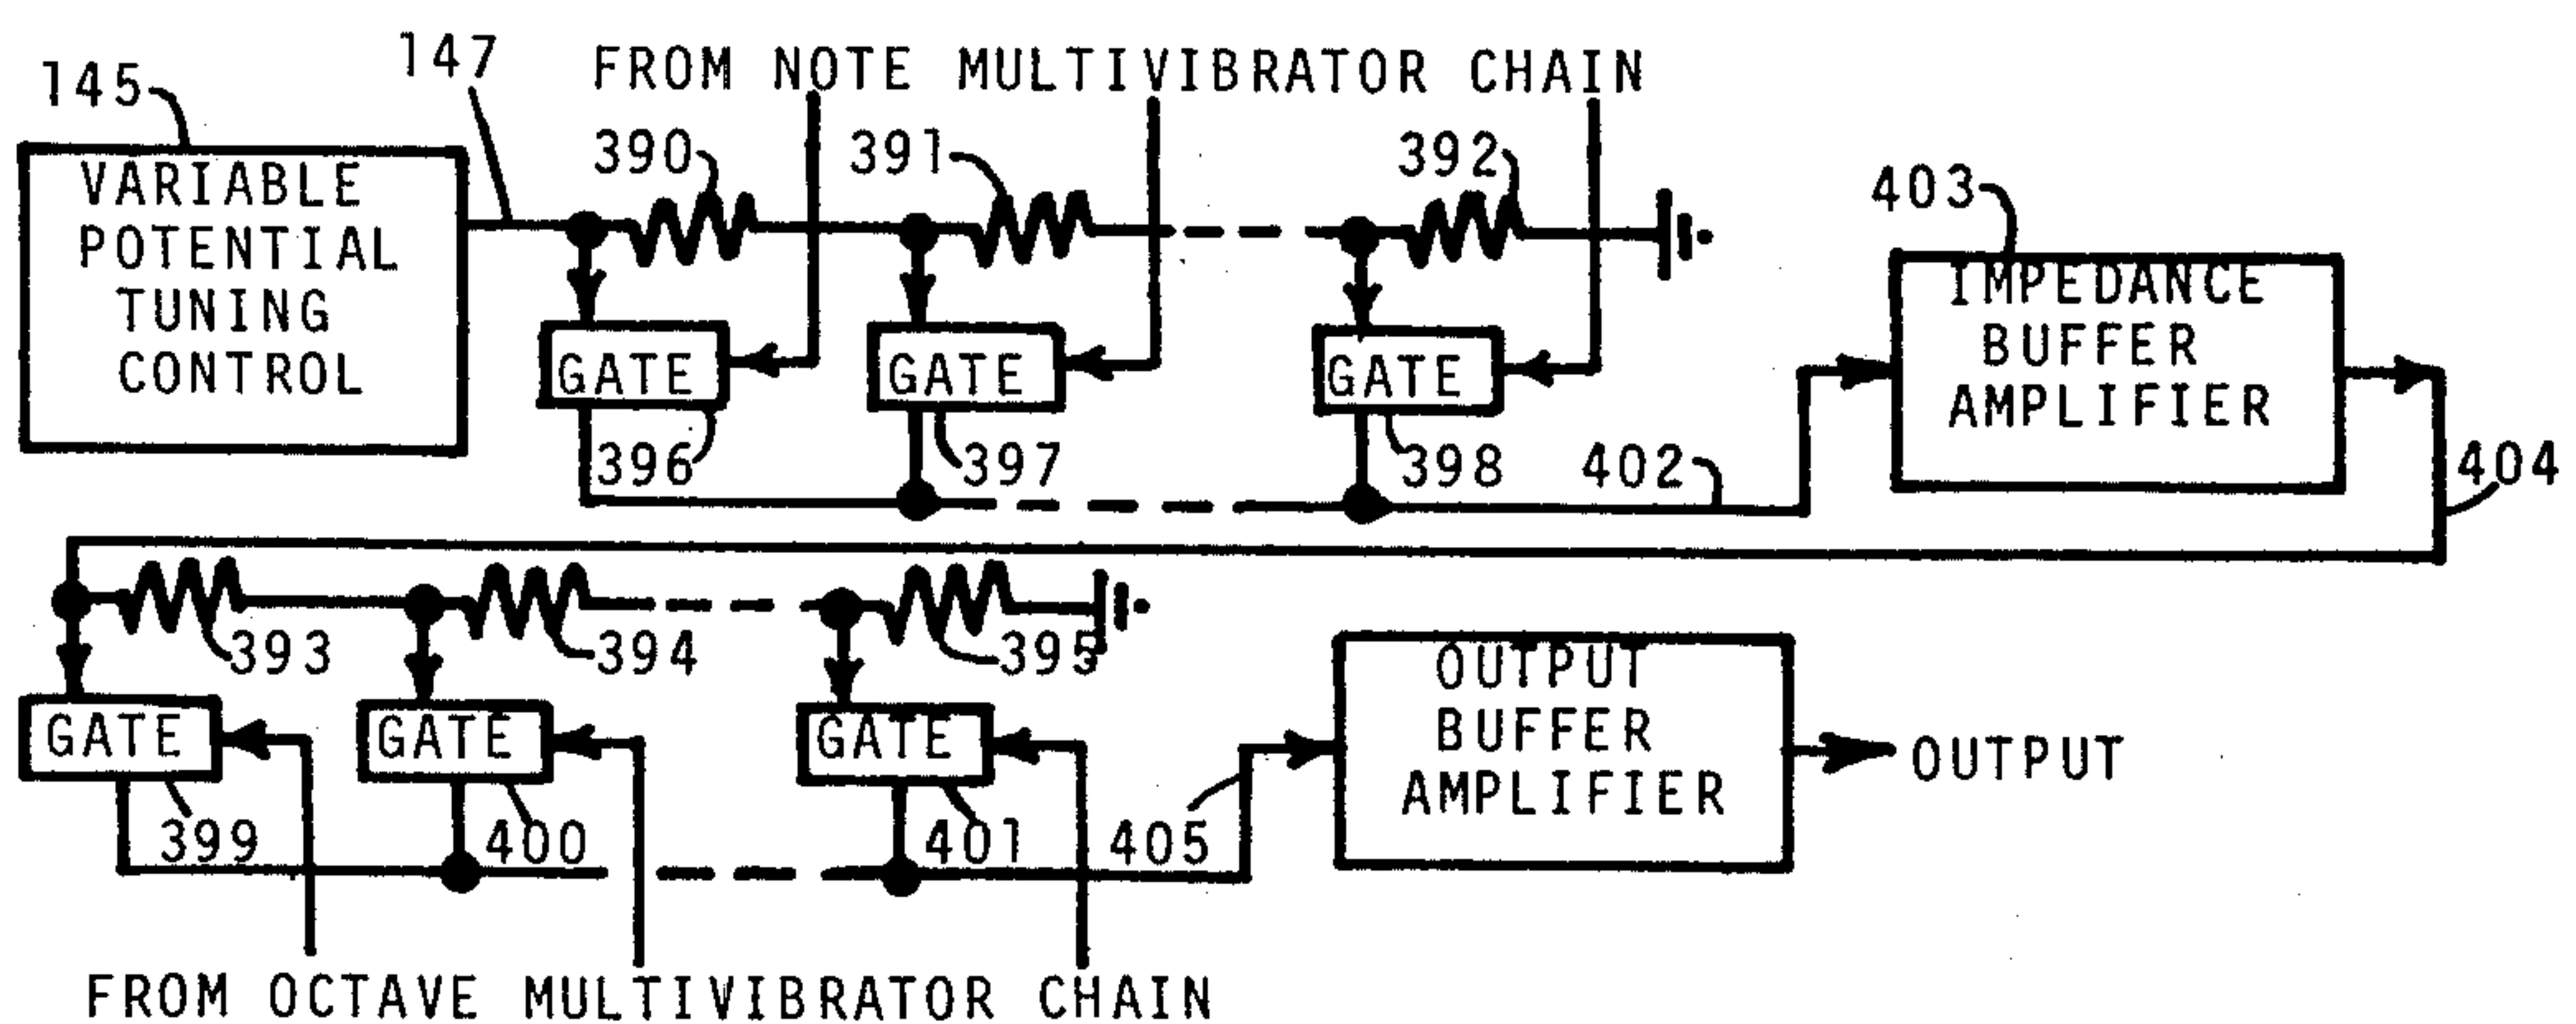 145
147
FROM NOTE MULTIVIBRATOR CHAIN
390
391
392
403
VARIABLE
POTENTIAL
TUNING
CONTROL
IMPEDANCE
BUFFER
AMPLIFIER
GATE
GATE
GATE
396
397
398
402
404
393
394
395
GATE
GATE
GATE
OUTPUT
BUFFER
AMPLIFIER
OUTPUT
399
400
401
405
FROM OCTAVE MULTIVIBRATOR CHAIN